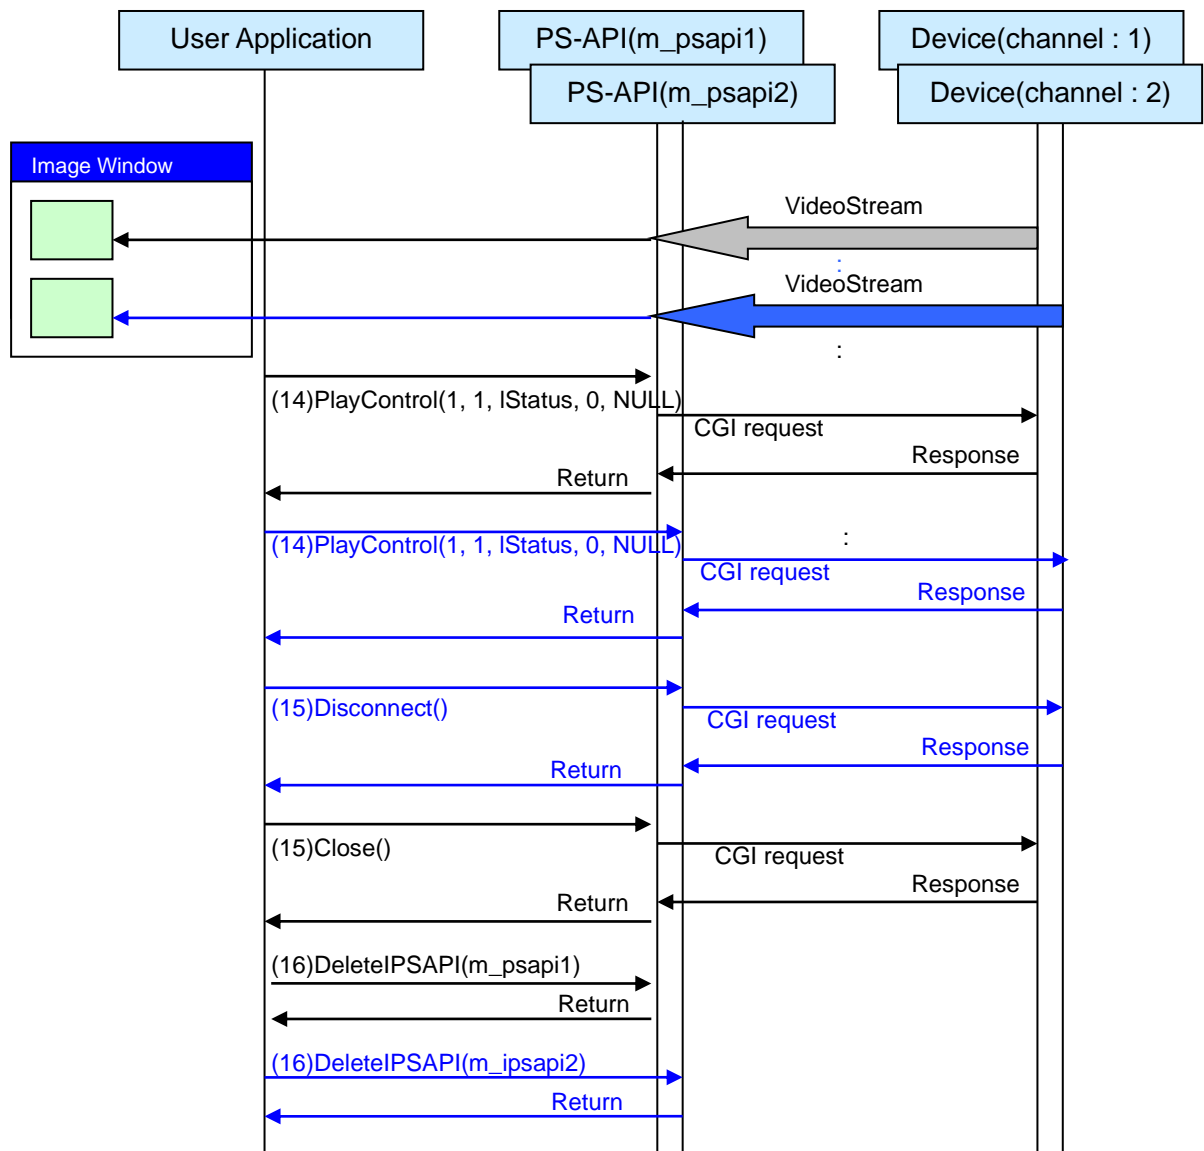 User Application
PS-API(m_psapi1)
Device(channel : 1)
PS-API(m_psapi2)
Device(channel : 2)
Image Window
VideoStream
:
VideoStream
:
(14)PlayControl(1, 1, lStatus, 0, NULL)
CGI request
Response
Return
(14)PlayControl(1, 1, lStatus, 0, NULL)
:
CGI request
Response
Return
(15)Disconnect()
CGI request
Response
Return
(15)Close()
CGI request
Response
Return
(16)DeleteIPSAPI(m_psapi1)
Return
(16)DeleteIPSAPI(m_ipsapi2)
Return